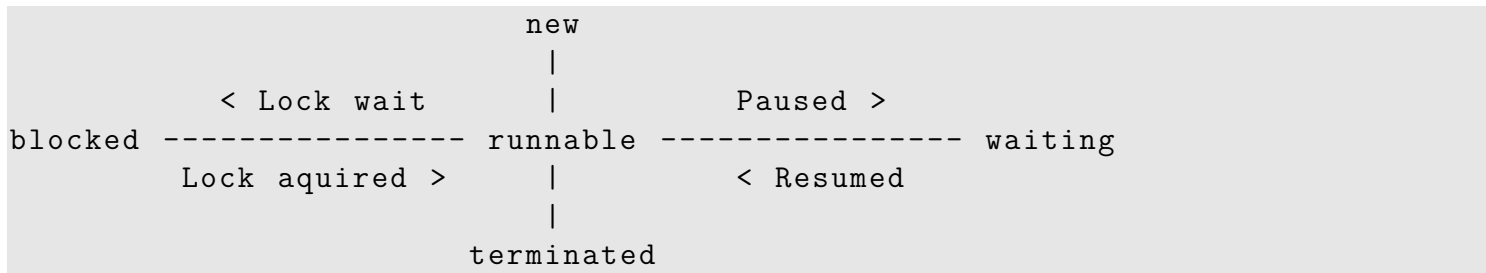 new
|
< Lock wait | Paused >
blocked ---------------- runnable ---------------- waiting
Lock aquired > | < Resumed
|
terminated